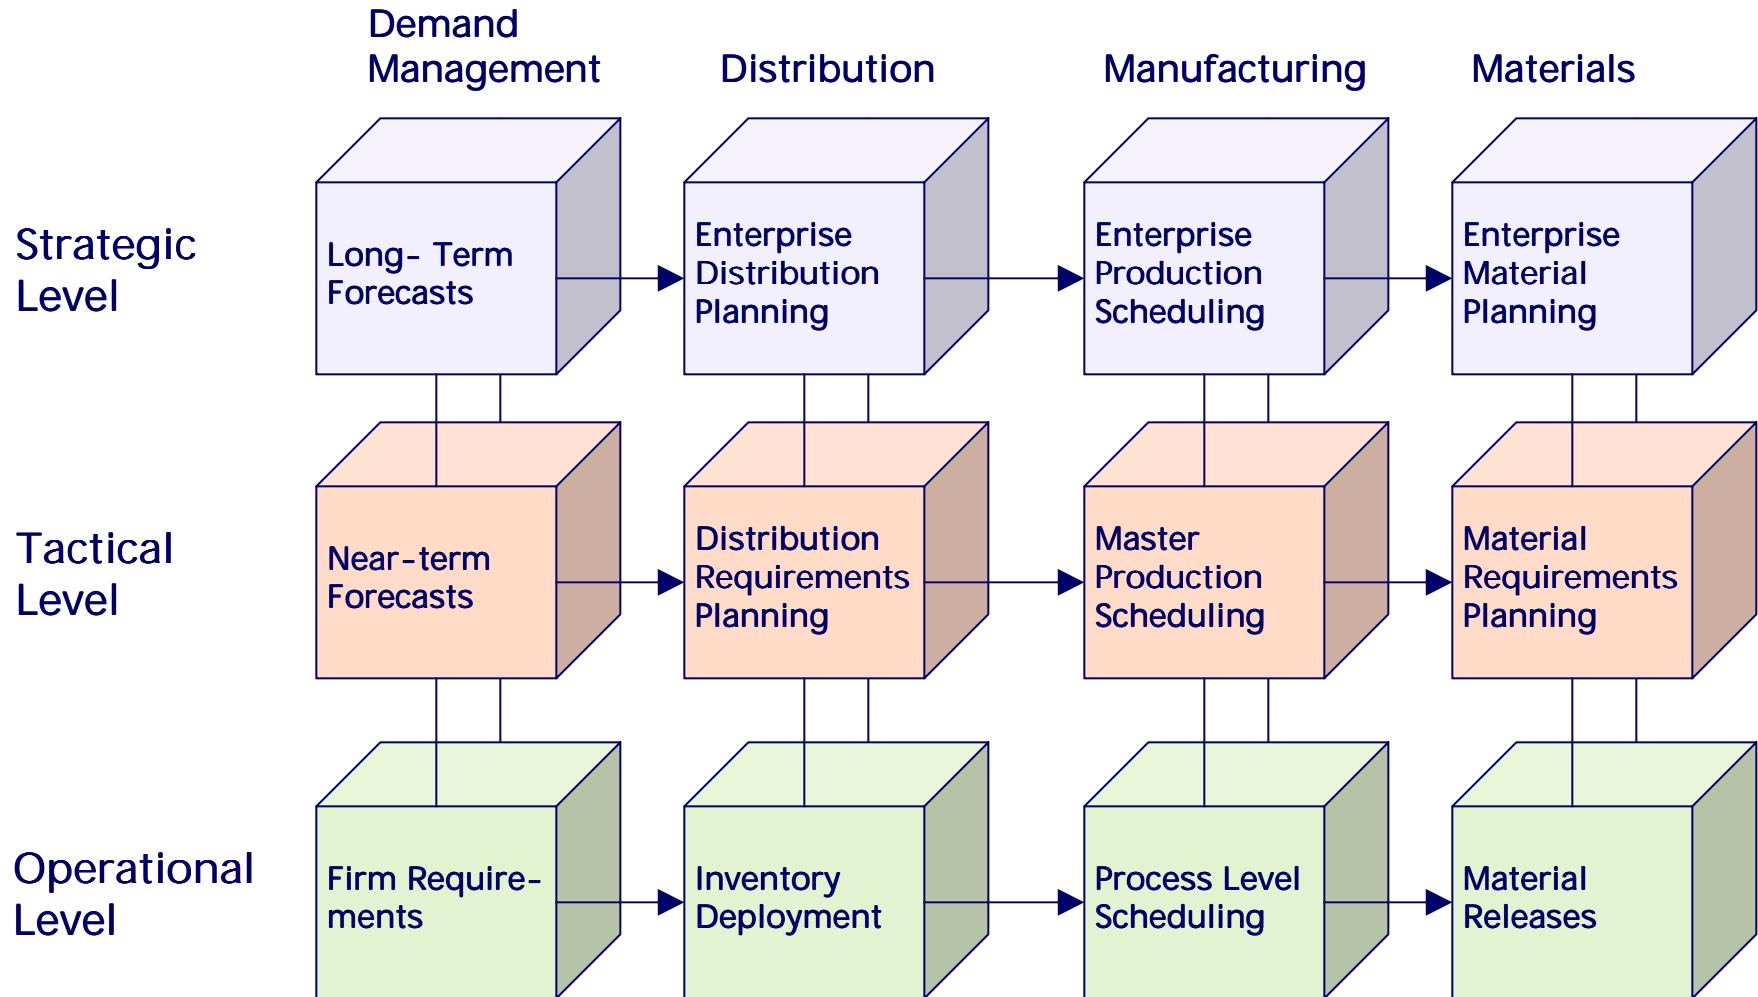 Demand
Management
Distribution
Manufacturing
Materials
Strategic
Level
Long- Term
Forecasts
Enterprise
Distribution
Planning
Enterprise
Production
Scheduling
Enterprise
Material
Planning
Tactical
Level
Near-term
Forecasts
Distribution
Requirements
Planning
Master
Production
Scheduling
Material
Requirements
Planning
Operational
Level
Firm Require-
ments
Inventory
Deployment
Process Level
Scheduling
Material
Releases